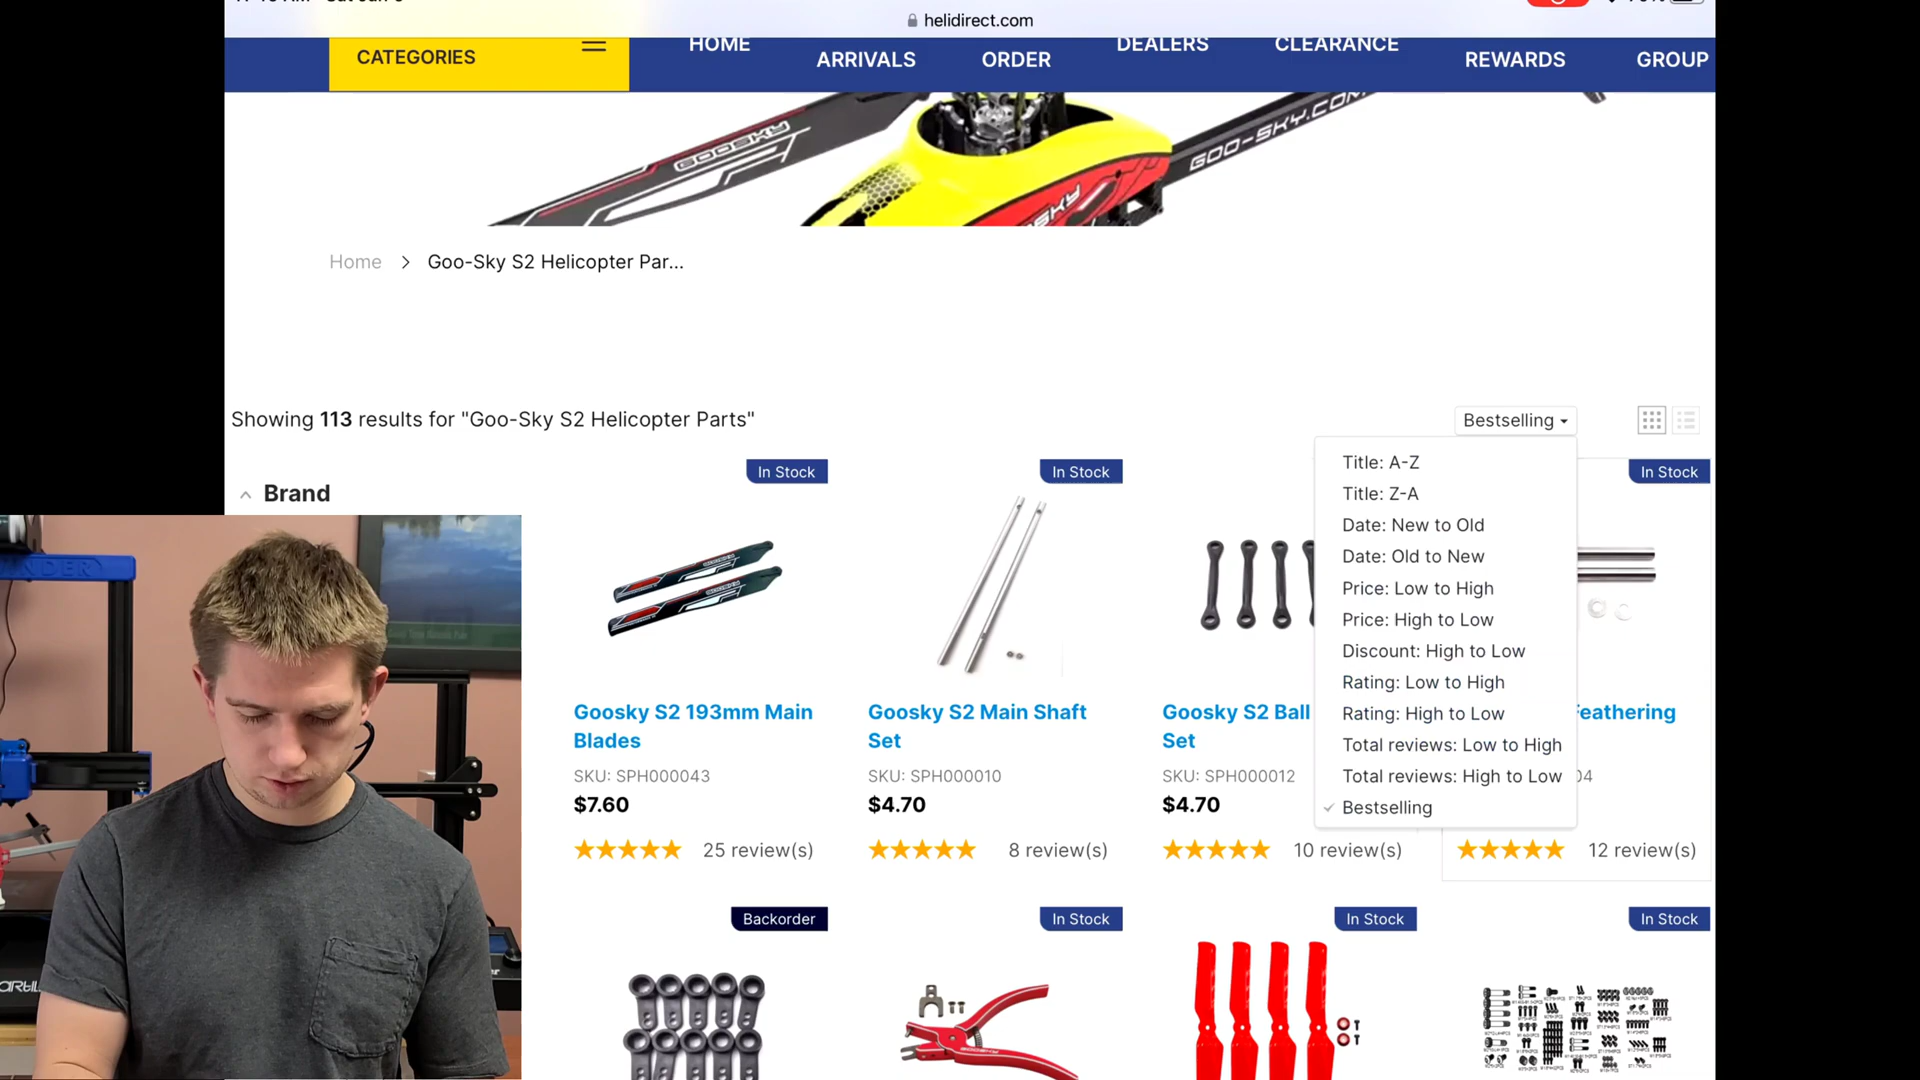 helidirect.com
CATEGORIES
HOME
ARRIVALS
ORDER
DEALERS
CLEARANCE
REWARDS
GROUP
GOOSKY
GOO-SKY.COM
Home > Goo-Sky S2 Helicopter Par...
Showing 113 results for "Goo-Sky S2 Helicopter Parts"
Bestselling
Title: A-Z
Title: Z-A
Date: New to Old
Date: Old to New
Price: Low to High
Price: High to Low
Discount: High to Low
Rating: Low to High
Rating: High to Low
Total reviews: Low to High
Total reviews: High to Low
Bestselling
Brand
In Stock
Goosky S2 193mm Main
Blades
SKU: SPH000043
$7.60
25 review(s)
In Stock
Goosky S2 Main Shaft
Set
SKU: SPH000010
$4.70
8 review(s)
Goosky S2 Ball
Set
SKU: SPH000012
$4.70
10 review(s)
In Stock
Feathering
04
12 review(s)
Backorder
In Stock
In Stock
In Stock